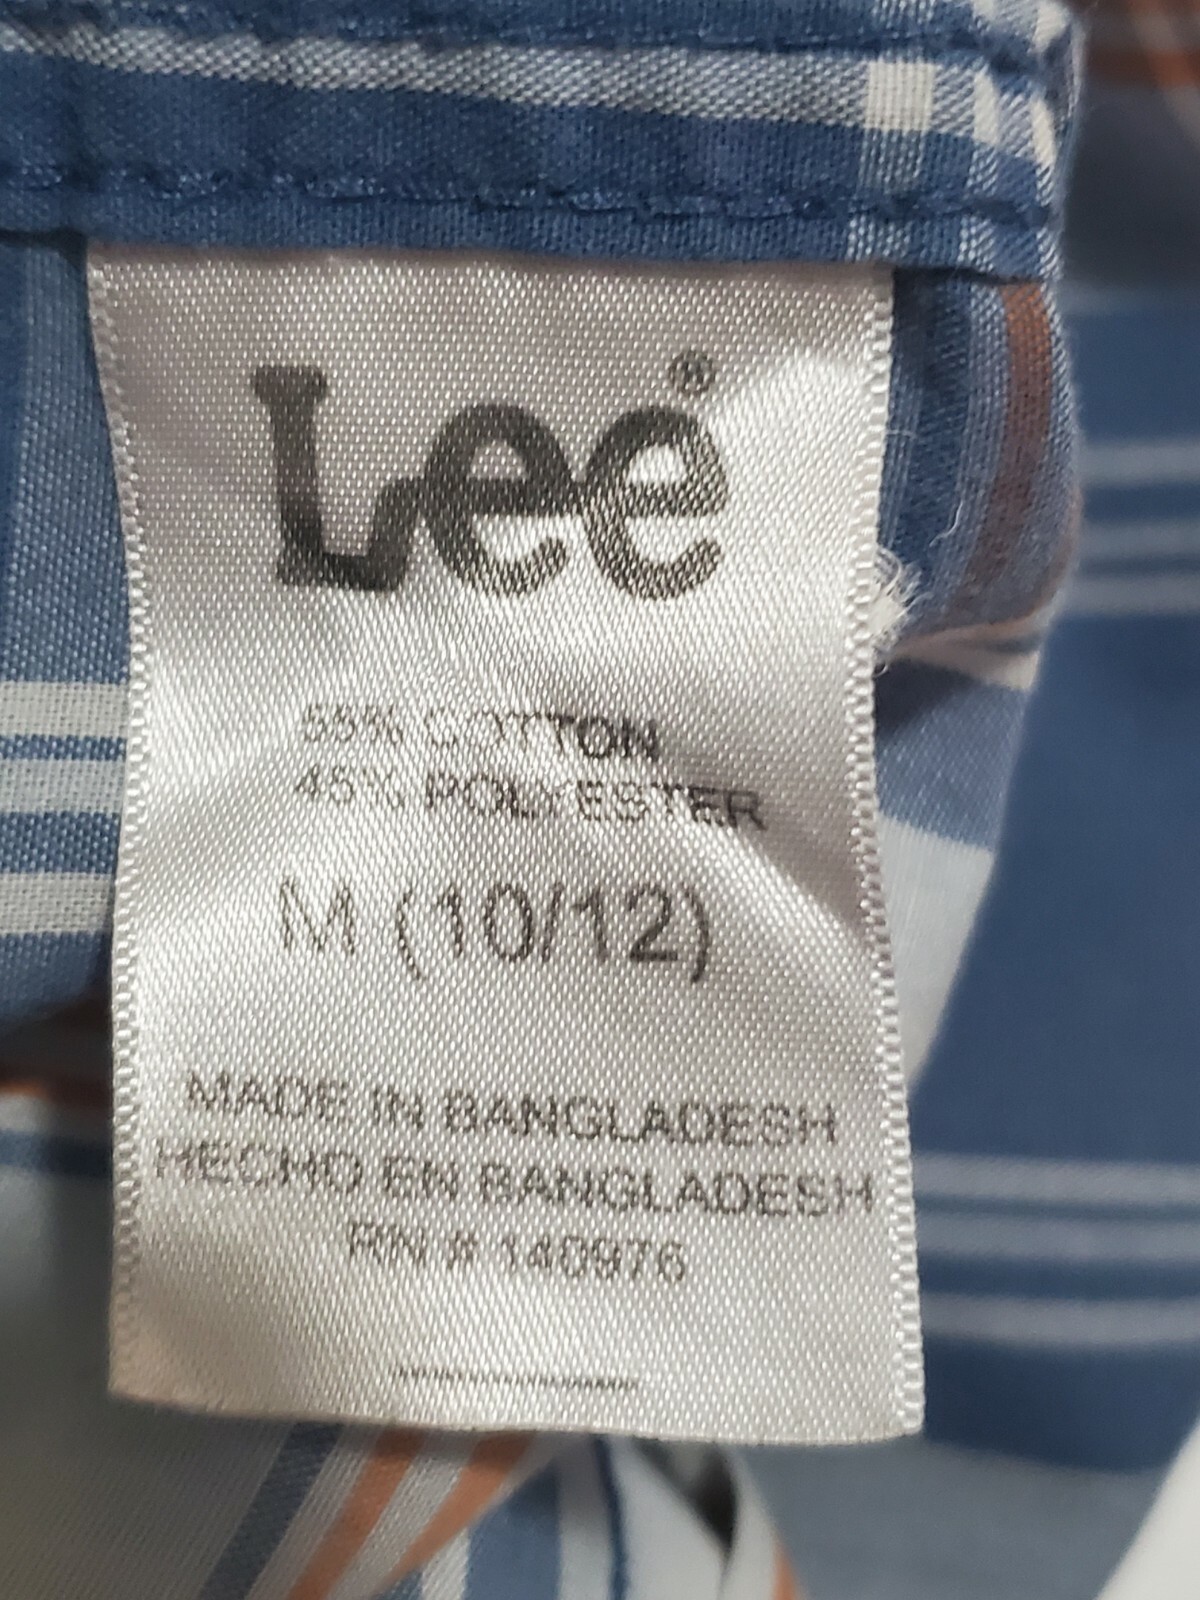 Lee®
55% COTTON
45% POLYESTER
M (10/12)
MADE IN BANGLADESH
HECHO EN BANGLADESH
RN # 140976